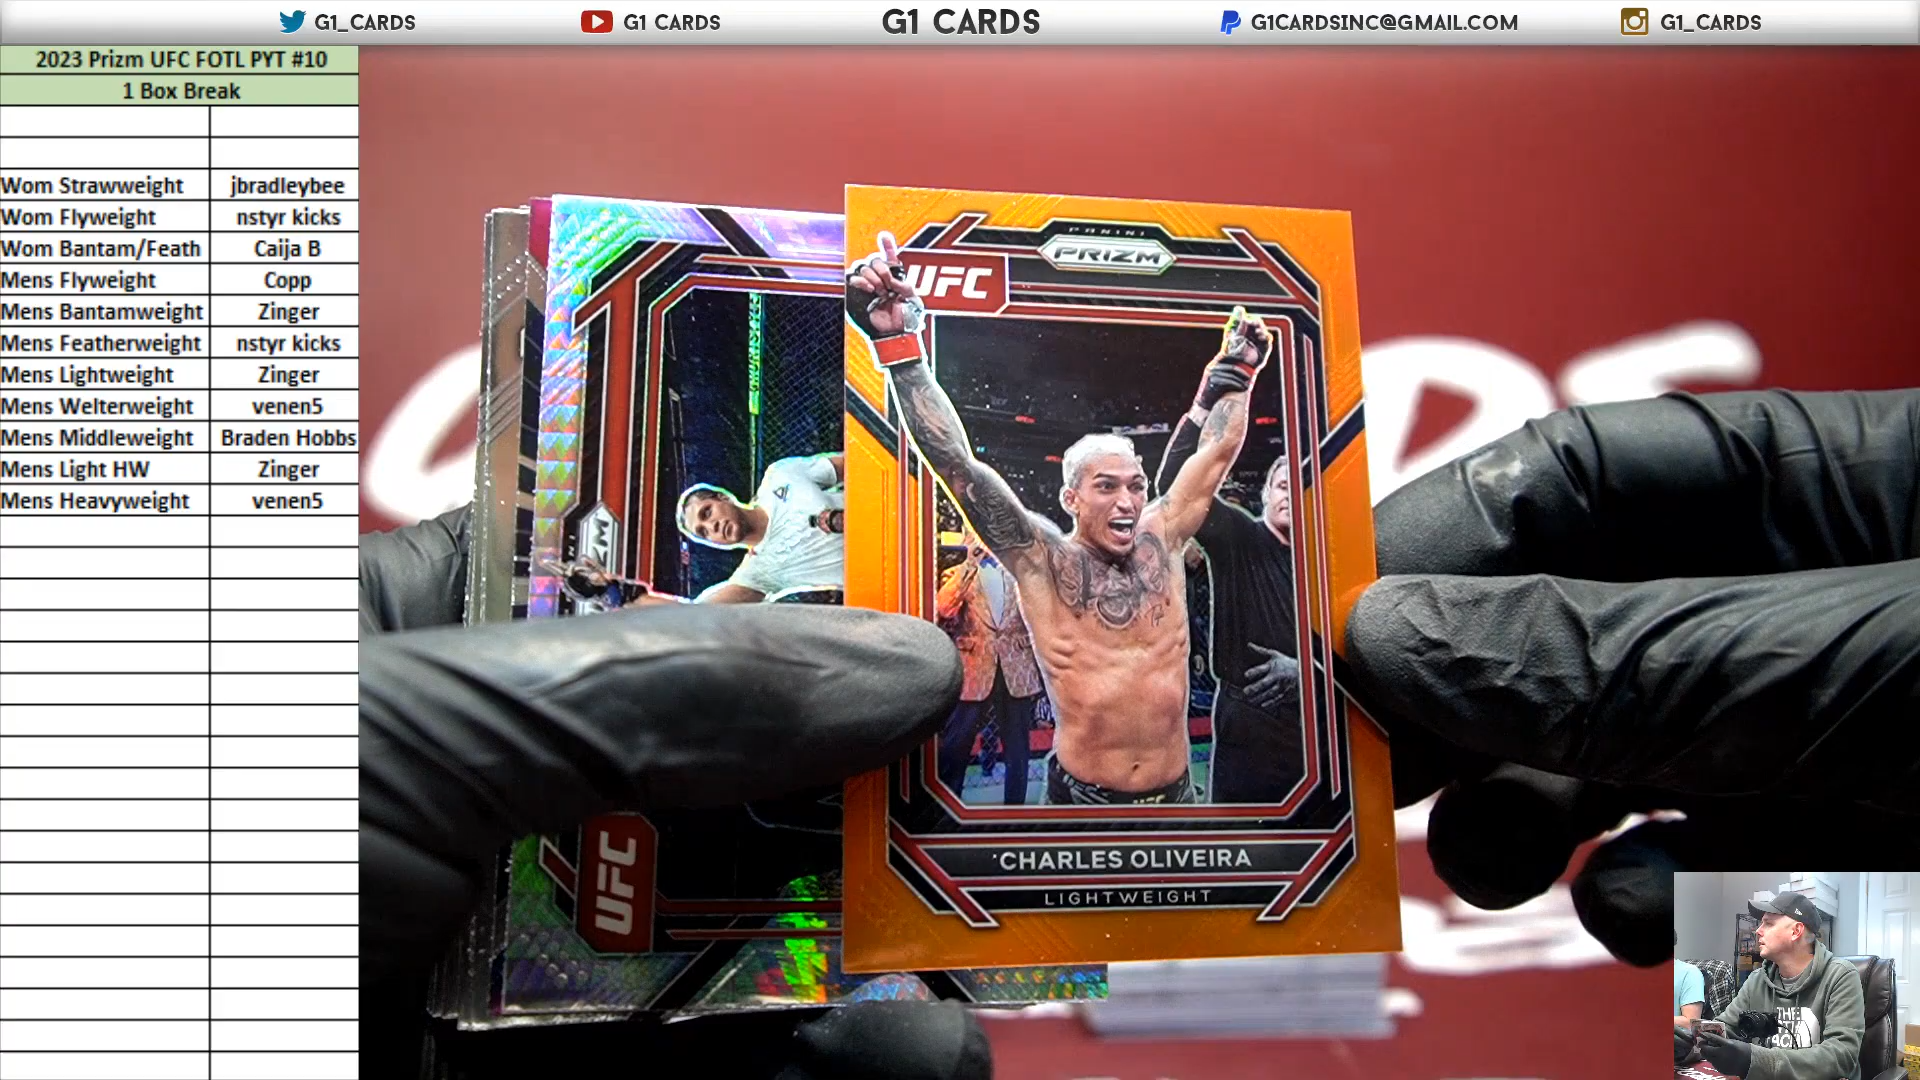 G1_CARDS
G1 CARDS
G1 CARDS
G1CARDSINC@GMAIL.COM
G1_CARDS
2023 Prizm UFC FOTL PYT #10
1 Box Break
Wom Strawweight jbradleybee
Wom Flyweight nstyr kicks
Wom Bantam/Feath Caija B
Mens Flyweight Copp
Mens Bantamweight Zinger
Mens Featherweight nstyr kicks
Mens Lightweight Zinger
Mens Welterweight venen5
Mens Middleweight Braden Hobbs
Mens Light HW Zinger
Mens Heavyweight venen5
PANINI
PRIZM
UFC
UFC
CHARLES OLIVEIRA
LIGHTWEIGHT
UFC
THE